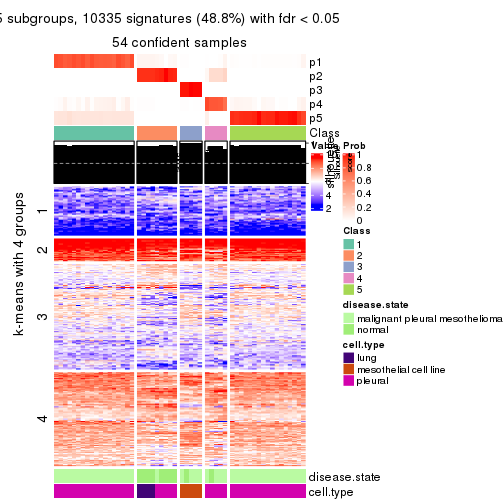 5 subgroups, 10335 signatures (48.8%) with fdr < 0.05
54 confident samples
p1
p2
p3
p4
p5
Class
k-means with 4 groups
1
2
3
4
Value
4
2
Prob
1
0.8
0.6
0.4
0.2
0
Class
1
2
3
4
5
disease.state
malignant pleural mesothelioma
normal
cell.type
lung
mesothelial cell line
pleural
disease.state
cell.type